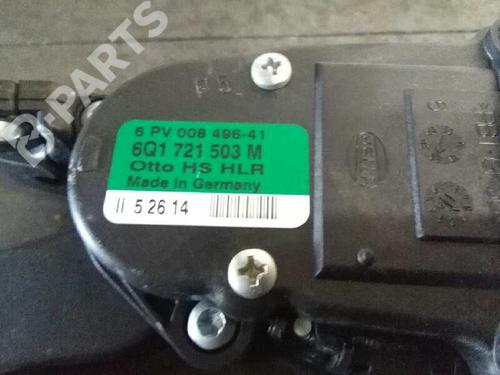 B-PARTS
6 PV 008 496-41
6Q1 721 503 M
Otto HS HLR
Made in Germany
II 5 26 14
HELLA